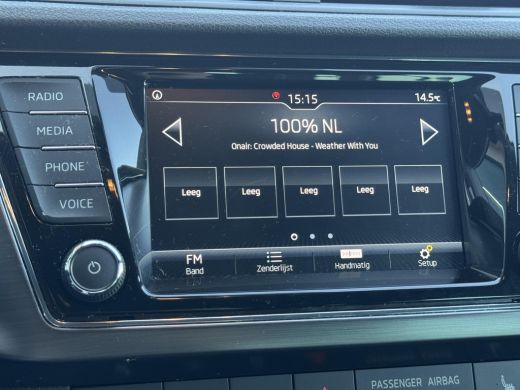 RADIO
MEDIA
PHONE
VOICE
15:15
14.5°C
100% NL
Onair: Crowded House - Weather With You
Leeg Leeg Leeg Leeg Leeg
FM
Band
Zenderlijst
Handmatig
Setup
PASSENGER AIRBAG